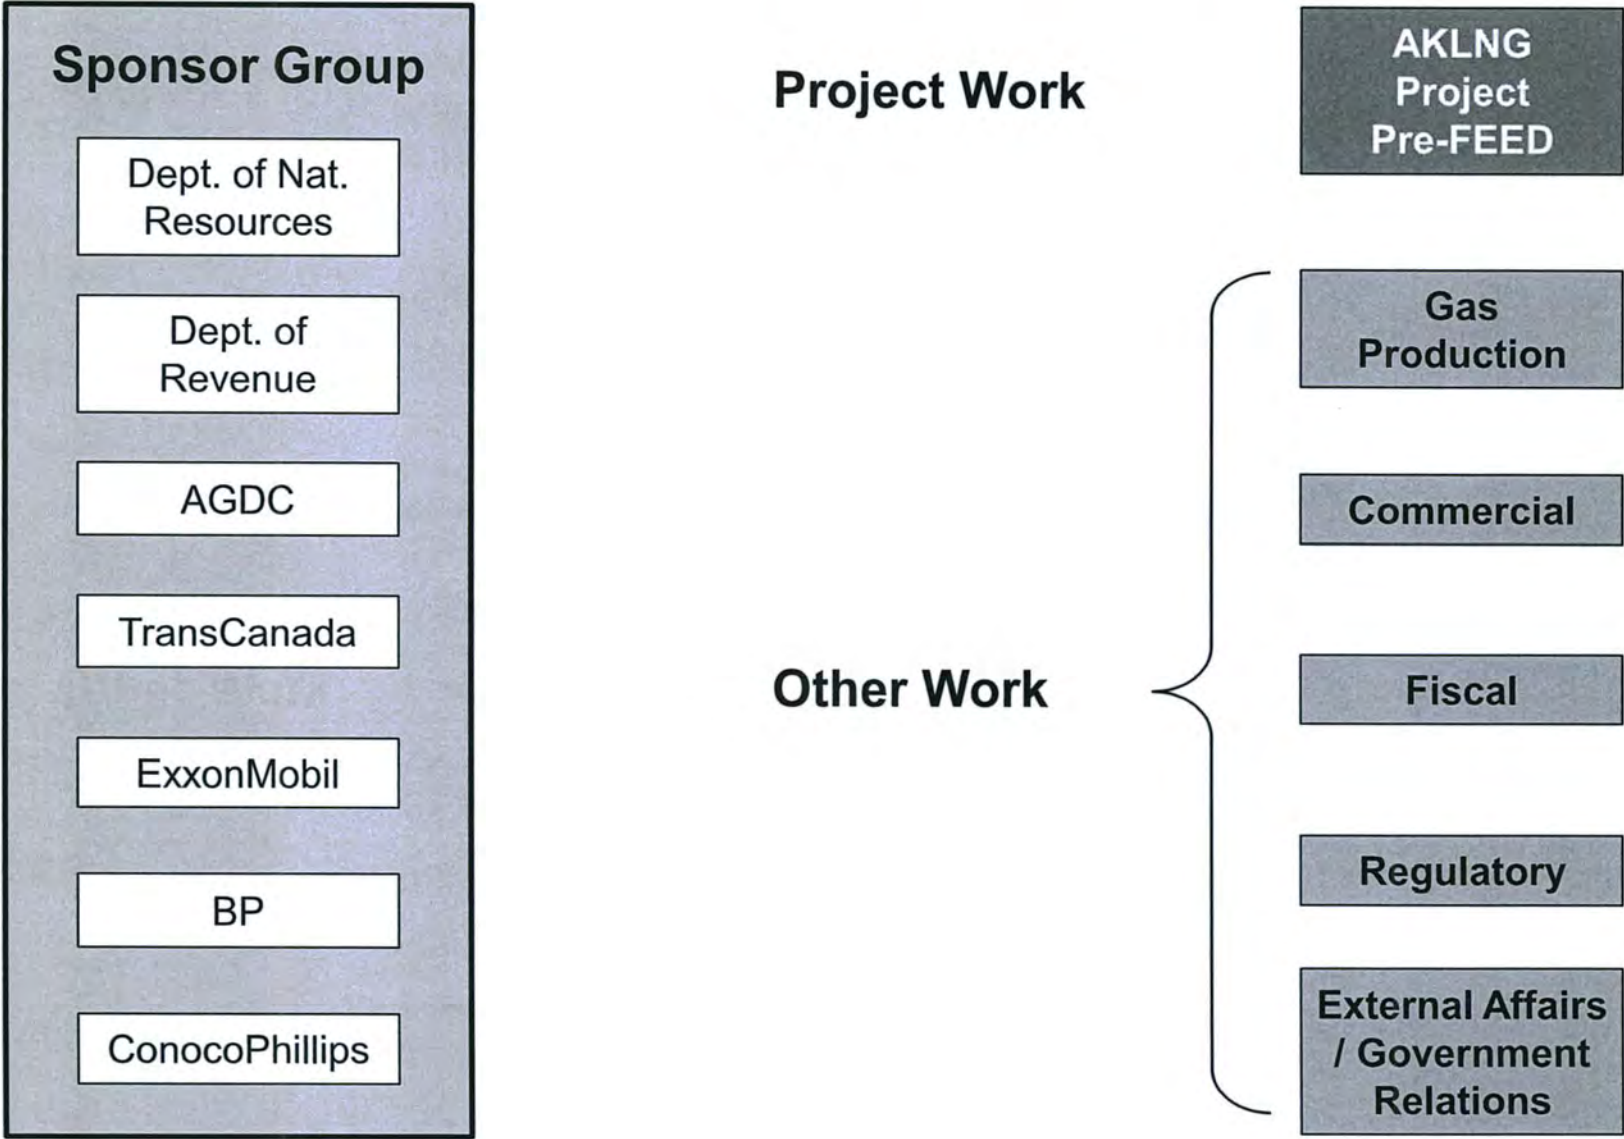 Sponsor Group
Dept. of Nat.
Resources
Dept. of
Revenue
AGDC
TransCanada
ExxonMobil
BP
ConocoPhillips
Project Work
Other Work
AKLNG
Project
Pre-FEED
Gas
Production
Commercial
Fiscal
Regulatory
External Affairs
/ Government
Relations